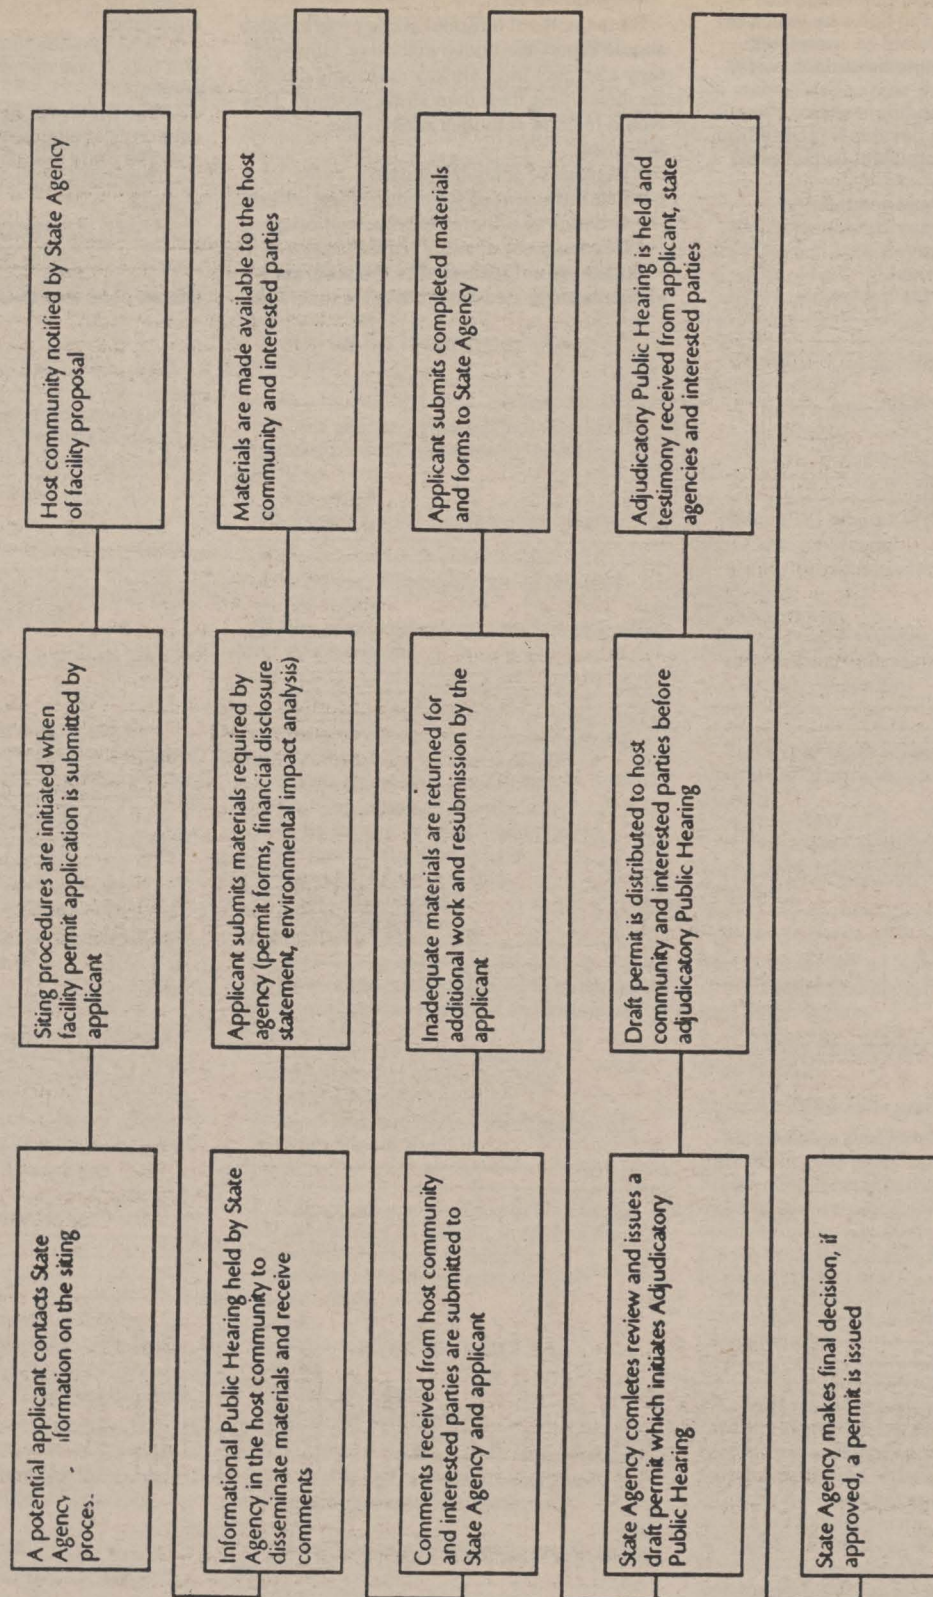 A potential applicant contacts State
Agency formation on the siting
proces.
Siting procedures are initiated when
facility permit application is submitted by
applicant
Host community notified by State Agency
of facility proposal
Informational Public Hearing held by State
Agency in the host community to
disseminate materials and receive
comments
Applicant submits materials required by
agency (permit forms, financial disclosure
statement, environmental impact analysis)
Materials are made available to the host
community and interested parties
Comments received from host community
and interested parties are submitted to
State Agency and applicant
Inadequate materials are returned for
additional work and resubmission by the
applicant
Applicant submits completed materials
and forms to State Agency
State Agency comletes review and issues a
draft permit which initiates Adjudicatory
Public Hearing
Draft permit is distributed to host
community and interested parties before
adjudicatory Public Hearing
Adjudicatory Public Hearing is held and
testimony received from applicant, state
agencies and interested parties
State Agency makes final decision, if
approved, a permit is issued